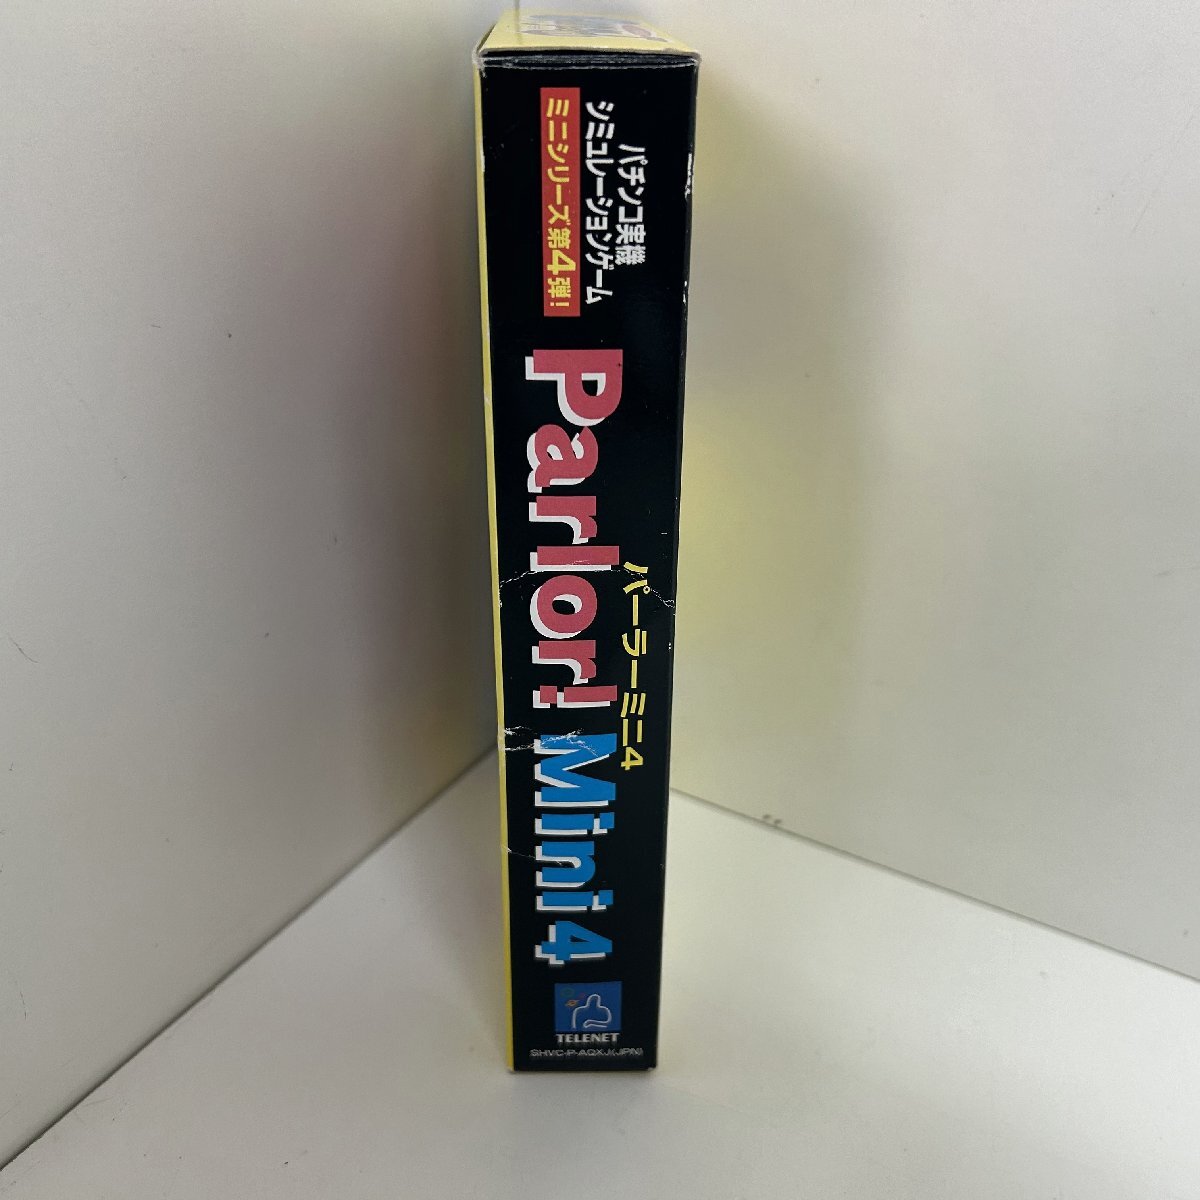 パチンコ実機
シミュレーションゲーム
ミニシリーズ第4弾!
パーラーミニ4
Parlor! Mini 4
TELENET
SHVC-P-AQXJ(JPN)